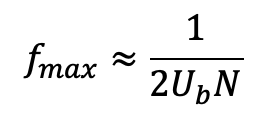 f_max ≈ 1 / (2U_bN)